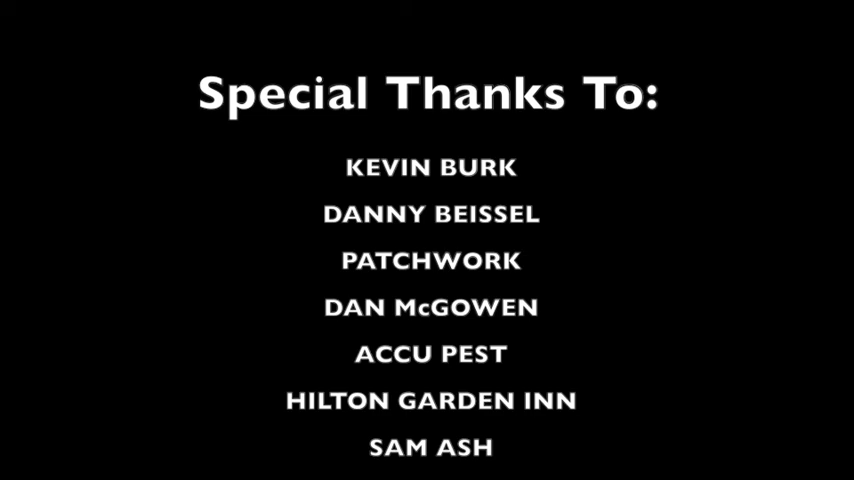 Special Thanks To:
KEVIN BURK
DANNY BEISSEL
PATCHWORK
DAN McGOWEN
ACCU PEST
HILTON GARDEN INN
SAM ASH